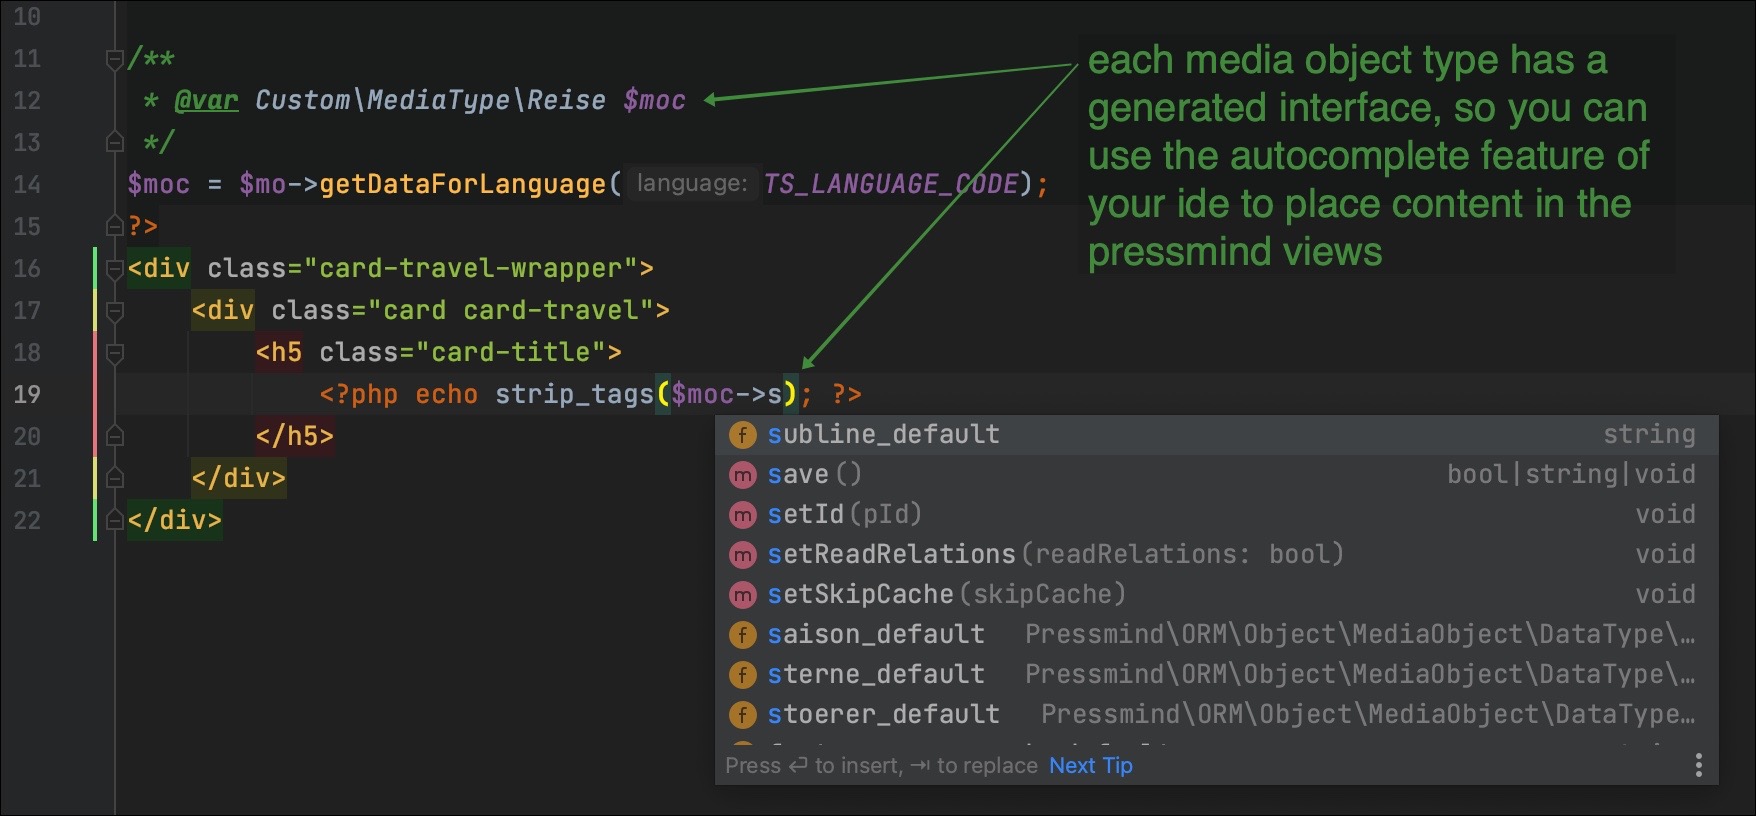 10
11 /**
12 * @var Custom\MediaType\Reise $moc
13 */
14 $moc = $mo->getDataForLanguage( language: TS_LANGUAGE_CODE);
15 ?>
16 <div class="card-travel-wrapper">
17 <div class="card card-travel">
18 <h5 class="card-title">
19 <?php echo strip_tags($moc->s); ?>
20 </h5>
21 </div>
22 </div>
each media object type has a
generated interface, so you can
use the autocomplete feature of
your ide to place content in the
pressmind views
f subline_default string
m save() bool|string|void
m setId(pId) void
m setReadRelations(readRelations: bool) void
m setSkipCache(skipCache) void
f saison_default Pressmind\ORM\Object\MediaObject\DataType\…
f sterne_default Pressmind\ORM\Object\MediaObject\DataType\…
f stoerer_default Pressmind\ORM\Object\MediaObject\DataType…
Press ↵ to insert, ⇥ to replace Next Tip